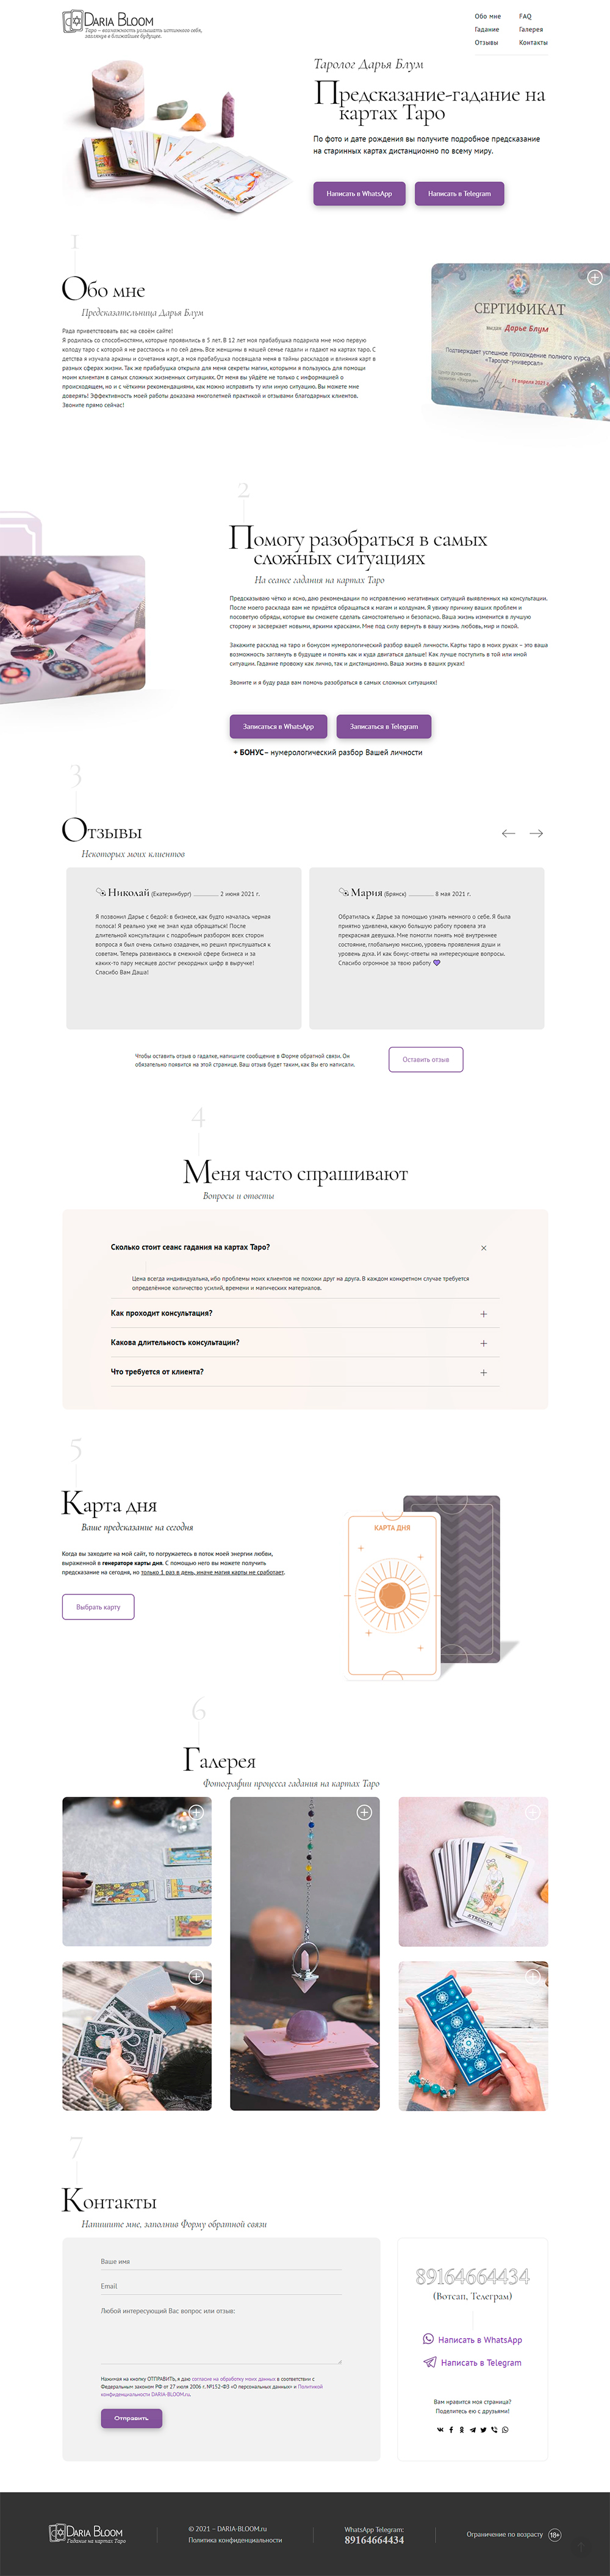 DARIA BLOOM
Таро – возможность услышать истинного себя,
заглянув в ближайшее будущее.
Обо мне
FAQ
Гадание
Галерея
Отзывы
Контакты
Таролог Дарья Блум
Предсказание-гадание на
картах Таро
По фото и дате рождения вы получите подробное предсказание
на старинных картах дистанционно по всему миру.
Написать в WhatsApp
Написать в Telegram
1
Обо мне
Предсказательница Дарья Блум
Рада приветствовать вас на своём сайте!
Я родилась со способностями, которые проявились в 5 лет. В 12 лет моя прабабушка подарила мне мою первую
колоду таро с которой я не расстаюсь и по сей день. Все женщины в нашей семье гадали и гадают на картах таро. С
детства я изучала арканы и сочетания карт, а моя прабабушка посвящала меня в тайны раскладов и влияния карт в
разных сферах жизни. Так же прабабушка открыла для меня секреты магии, которыми я пользуюсь для помощи
моим клиентам в самых сложных жизненных ситуациях. От меня вы уйдёте не только с информацией о
происходящем, но и с чёткими рекомендациями, как можно исправить ту или иную ситуацию. Вы можете мне
доверять! Эффективность моей работы доказана многолетней практикой и отзывами благодарных клиентов.
Звоните прямо сейчас!
СЕРТИФИКАТ
выдан Дарье Блум
Подтверждает успешное прохождение полного курса
«Таролог-универсал»
11 апреля 2021 г.
2
Помогу разобраться в самых
сложных ситуациях
На сеансе гадания на картах Таро
Предсказываю чётко и ясно, даю рекомендации по исправлению негативных ситуаций выявленных на консультации.
После моего расклада вам не придётся обращаться к магам и колдунам. Я увижу причину ваших проблем и
посоветую обряды, которые вы сможете сделать самостоятельно и безопасно. Ваша жизнь изменится в лучшую
сторону и засверкает новыми, яркими красками. Мне под силу вернуть в вашу жизнь любовь, мир и покой.
Закажите расклад на таро и бонусом нумерологический разбор вашей личности. Карты таро в моих руках – это ваша
возможность заглянуть в будущее и понять как и куда двигаться дальше! Как лучше поступить в той или иной
ситуации. Гадание провожу как лично, так и дистанционно. Ваша жизнь в ваших руках!
Звоните и я буду рада вам помочь разобраться в самых сложных ситуациях!
Записаться в WhatsApp
Записаться в Telegram
+ БОНУС– нумерологический разбор Вашей личности
3
Отзывы
Некоторых моих клиентов
Николай (Екатеринбург) 2 июня 2021 г.
Я позвонил Дарье с бедой: в бизнесе, как будто началась черная
полоса! Я реально уже не знал куда обращаться! После
длительной консультации с подробным разбором всех сторон
вопроса я был очень сильно озадачен, но решил прислушаться к
советам. Теперь развиваюсь в смежной сфере бизнеса и за
каких-то пару месяцев достиг рекордных цифр в выручке!
Спасибо Вам Даша!
Мария (Брянск) 8 мая 2021 г.
Обратилась к Дарье за помощью узнать немного о себе. Я была
приятно удивлена, какую большую работу провела эта
прекрасная девушка. Мне помогли понять моё внутреннее
состояние, глобальную миссию, уровень проявления души и
уровень духа. И как бонус-ответы на интересующие вопросы.
Спасибо огромное за твою работу 💜
Чтобы оставить отзыв о гадалке, напишите сообщение в Форме обратной связи. Он
обязательно появится на этой странице. Ваш отзыв будет таким, как Вы его написали.
Оставить отзыв
4
Меня часто спрашивают
Вопросы и ответы
Сколько стоит сеанс гадания на картах Таро?
Цена всегда индивидуальна, ибо проблемы моих клиентов не похожи друг на друга. В каждом конкретном случае требуется
определённое количество усилий, времени и магических материалов.
Как проходит консультация?
Какова длительность консультации?
Что требуется от клиента?
5
Карта дня
Ваше предсказание на сегодня
Когда вы заходите на мой сайт, то погружаетесь в поток моей энергии любви,
выраженной в генераторе карты дня. С помощью него вы можете получить
предсказание на сегодня, но только 1 раз в день, иначе магия карты не сработает.
Выбрать карту
КАРТА ДНЯ
6
Галерея
Фотографии процесса гадания на картах Таро
STRENGTH.
7
Контакты
Напишите мне, заполнив Форму обратной связи
Ваше имя
Email
Любой интересующий Вас вопрос или отзыв:
Нажимая на кнопку ОТПРАВИТЬ, я даю согласие на обработку моих данных в соответствии с
Федеральным законом РФ от 27 июля 2006 г. №152-ФЗ «О персональных данных» и Политикой
конфиденциальности DARIA-BLOOM.ru.
Отправить
89164664434
(Вотсап, Телеграм)
Написать в WhatsApp
Написать в Telegram
Вам нравится моя страница?
Поделитесь ею с друзьями!
DARIA BLOOM
Гадание на картах Таро
© 2021 – DARIA-BLOOM.ru
Политика конфиденциальности
WhatsApp Telegram:
89164664434
Ограничение по возрасту 18+